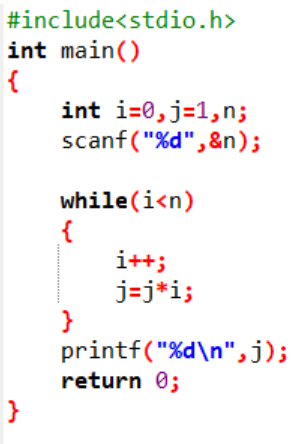 #include<stdio.h>
int main()
{
    int i=0,j=1,n;
    scanf("%d",&n);

    while(i<n)
    {
        i++;
        j=j*i;
    }
    printf("%d\n",j);
    return 0;
}